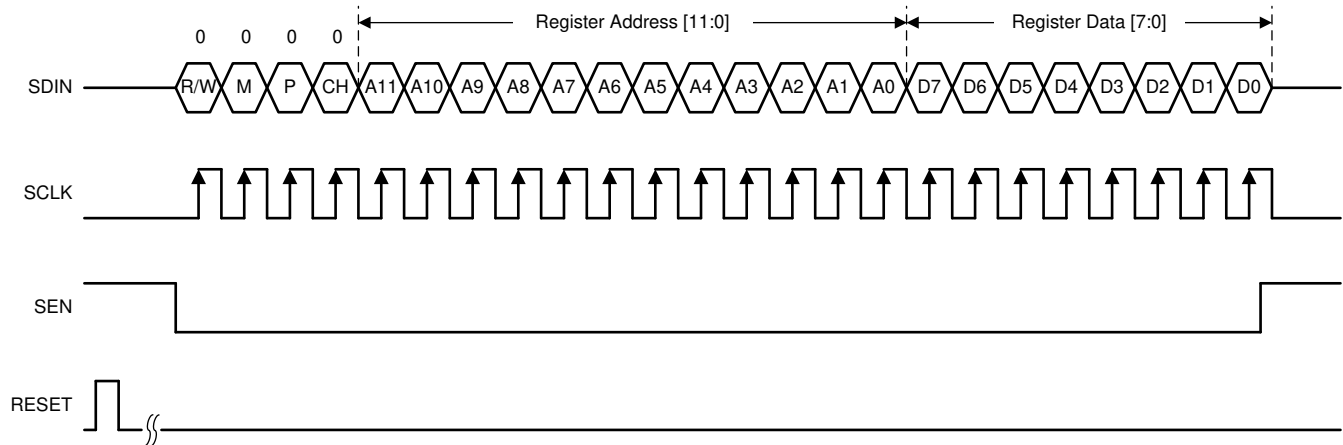 Register Address [11:0] Register Data [7:0]
0 0 0 0
SDIN R/W M P CH A11 A10 A9 A8 A7 A6 A5 A4 A3 A2 A1 A0 D7 D6 D5 D4 D3 D2 D1 D0
SCLK
SEN
RESET